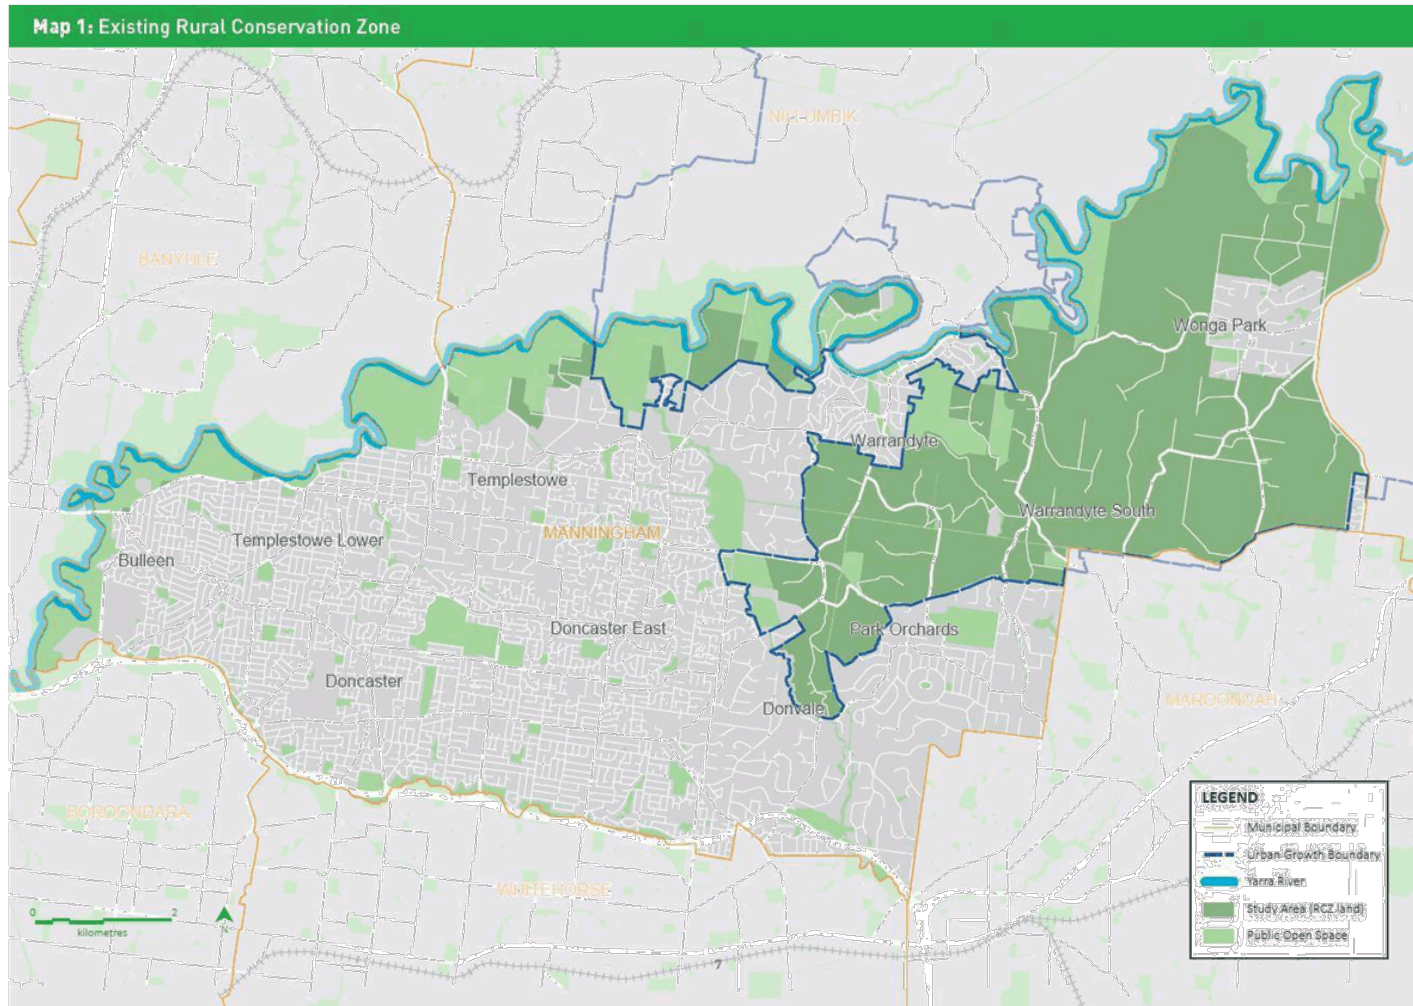 Map 1: Existing Rural Conservation Zone
NILLUMBIK
BANYULE
Wonga Park
Warrandyte
Templestowe
Warrandyte South
MANNINGHAM
Templestowe Lower
Bulleen
Doncaster East
Park Orchards
Doncaster
Donvale
MAROONDAH
BOROONDARA
WHITEHORSE
LEGEND
Municipal Boundary
Urban Growth Boundary
Yarra River
Study Area (RCZ land)
Public Open Space
0 2
kilometres
N
7